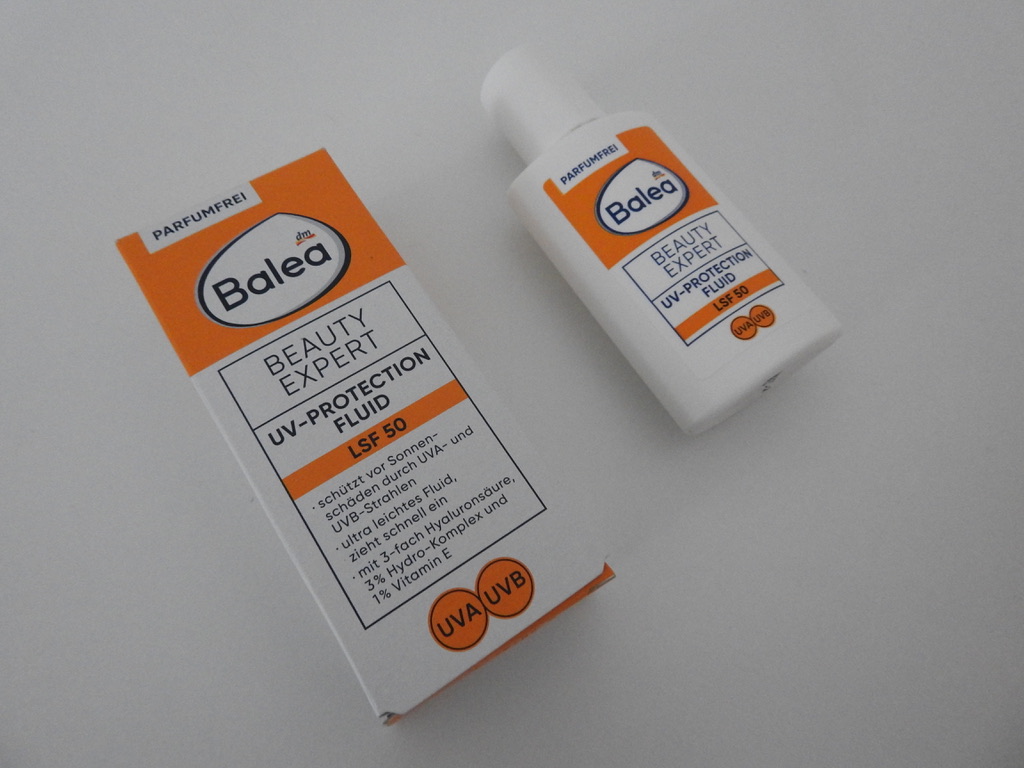 PARFUMFREI
dm
Balea
BEAUTY
EXPERT
UV-PROTECTION
FLUID
LSF 50
· schützt vor Sonnen-
schäden durch UVA- und
UVB-Strahlen
· ultra leichtes Fluid,
zieht schnell ein
· mit 3-fach Hyaluronsäure,
3% Hydro-Komplex und
1% Vitamin E
UVA UVB
PARFUMFREI
dm
Balea
BEAUTY
EXPERT
UV-PROTECTION
FLUID
LSF 50
UVA UVB